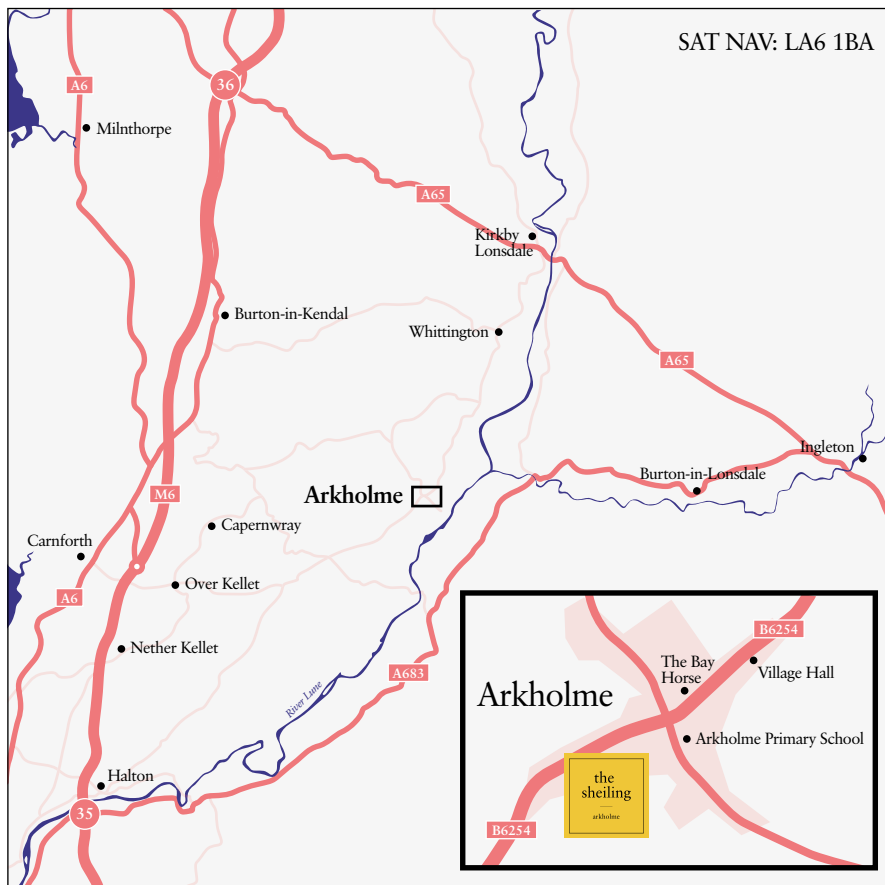 SAT NAV: LA6 1BA
36
A6
Milnthorpe
A65
Kirkby
Lonsdale
Burton-in-Kendal
Whittington
A65
Ingleton
Burton-in-Lonsdale
M6
Arkholme
Capernwray
Carnforth
Over Kellet
A6
Nether Kellet
A683
River Lune
Halton
35
B6254
The Bay
Horse
Village Hall
Arkholme
Arkholme Primary School
the
sheiling
arkholme
B6254